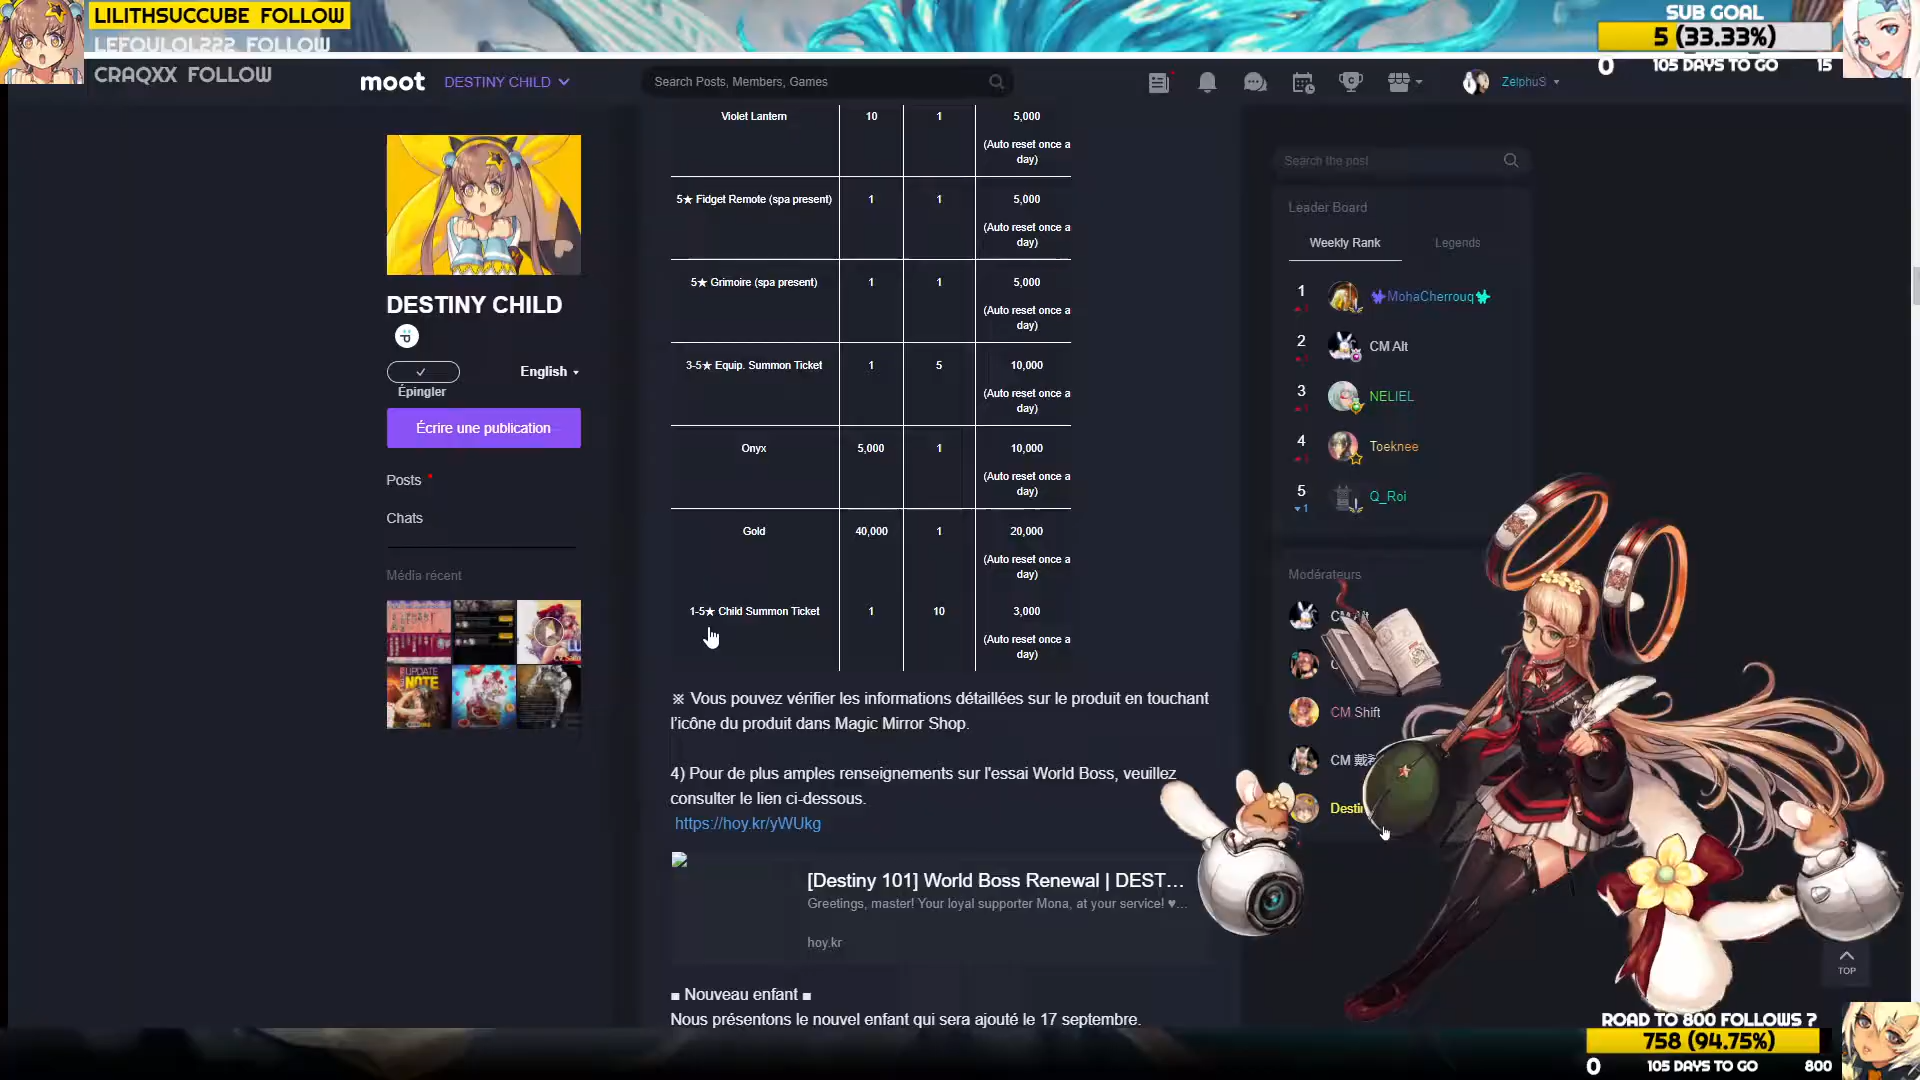 LILITHSUCCUBE FOLLOW
LEFOULOL222 FOLLOW
CRAQXX FOLLOW
SUB GOAL
5 (33.33%)
0 105 DAYS TO GO 15
moot DESTINY CHILD
Search Posts, Members, Games
ZelphuS
DESTINY CHILD
Épingler
English
Écrire une publication
Posts
Chats
Média récent
UPDATE
NOTE
Violet Lantern 10 1 5,000
(Auto reset once a
day)
5★ Fidget Remote (spa present) 1 1 5,000
(Auto reset once a
day)
5★ Grimoire (spa present) 1 1 5,000
(Auto reset once a
day)
3-5★ Equip. Summon Ticket 1 5 10,000
(Auto reset once a
day)
Onyx 5,000 1 10,000
(Auto reset once a
day)
Gold 40,000 1 20,000
(Auto reset once a
day)
1-5★ Child Summon Ticket 1 10 3,000
(Auto reset once a
day)
※ Vous pouvez vérifier les informations détaillées sur le produit en touchant
l'icône du produit dans Magic Mirror Shop.
4) Pour de plus amples renseignements sur l'essai World Boss, veuillez
consulter le lien ci-dessous.
https://hoy.kr/yWUkg
[Destiny 101] World Boss Renewal | DEST...
Greetings, master! Your loyal supporter Mona, at your service! ♥...
hoy.kr
■ Nouveau enfant ■
Nous présentons le nouvel enfant qui sera ajouté le 17 septembre.
Search the post
Leader Board
Weekly Rank Legends
1 MohaCherrouq
2 CM Alt
3 NELIEL
4 Toeknee
5 Q_Roi
1
Modérateurs
CM Shift
CM
TOP
ROAD TO 800 FOLLOWS ?
758 (94.75%)
0 105 DAYS TO GO 800